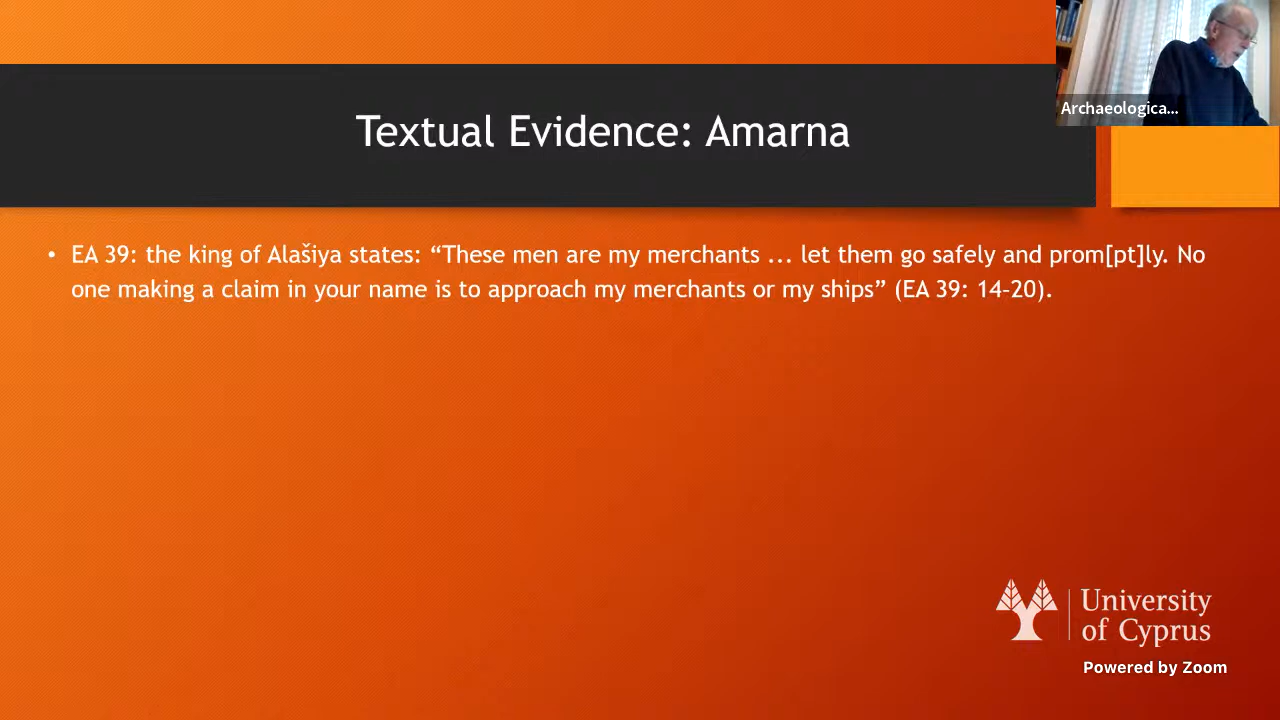 Archaeologica...
Textual Evidence: Amarna
• EA 39: the king of Alašiya states: “These men are my merchants ... let them go safely and prom[pt]ly. No
one making a claim in your name is to approach my merchants or my ships” (EA 39: 14–20).
University
of Cyprus
Powered by Zoom